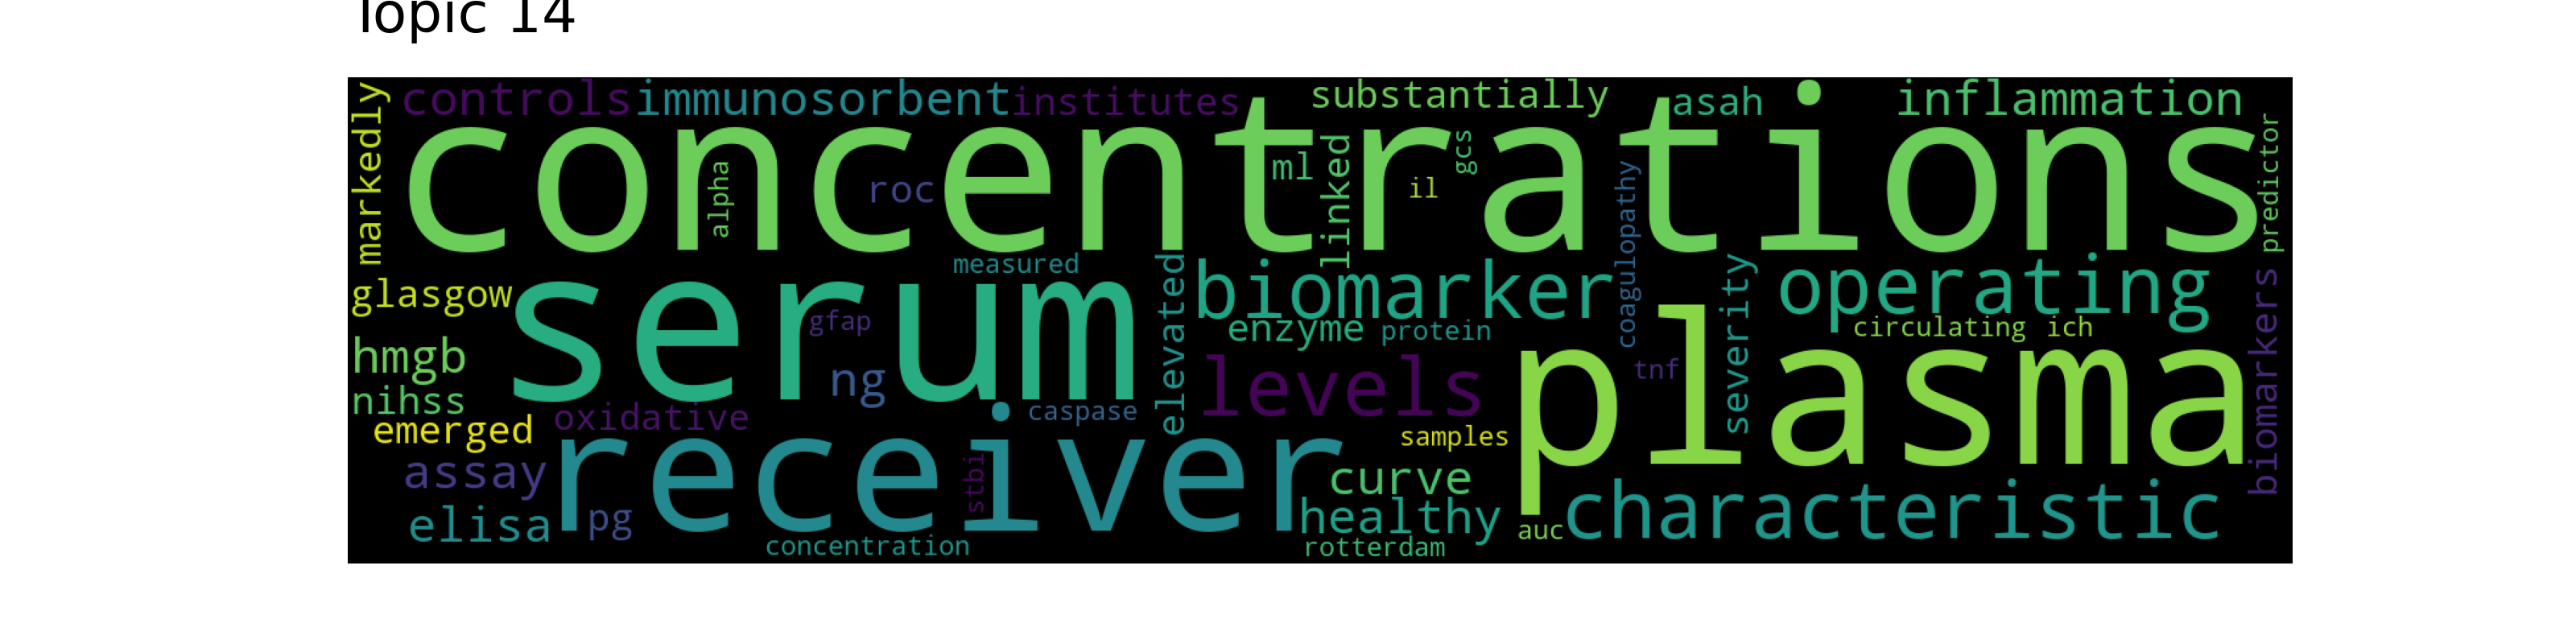 Topic 14
markedly
controls
immunosorbent
institutes
substantially
asah
inflammation
concentrations
alpha
roc
ml
linked
il
gcs
coagulopathy
predictor
measured
glasgow
serum
gfap
elevated
biomarker
severity
operating
enzyme
protein
circulating
ich
hmgb
ng
levels
tnf
plasma
biomarkers
nihss
oxidative
caspase
emerged
samples
assay
receiver
stbi
curve
characteristic
elisa
pg
healthy
auc
concentration
rotterdam